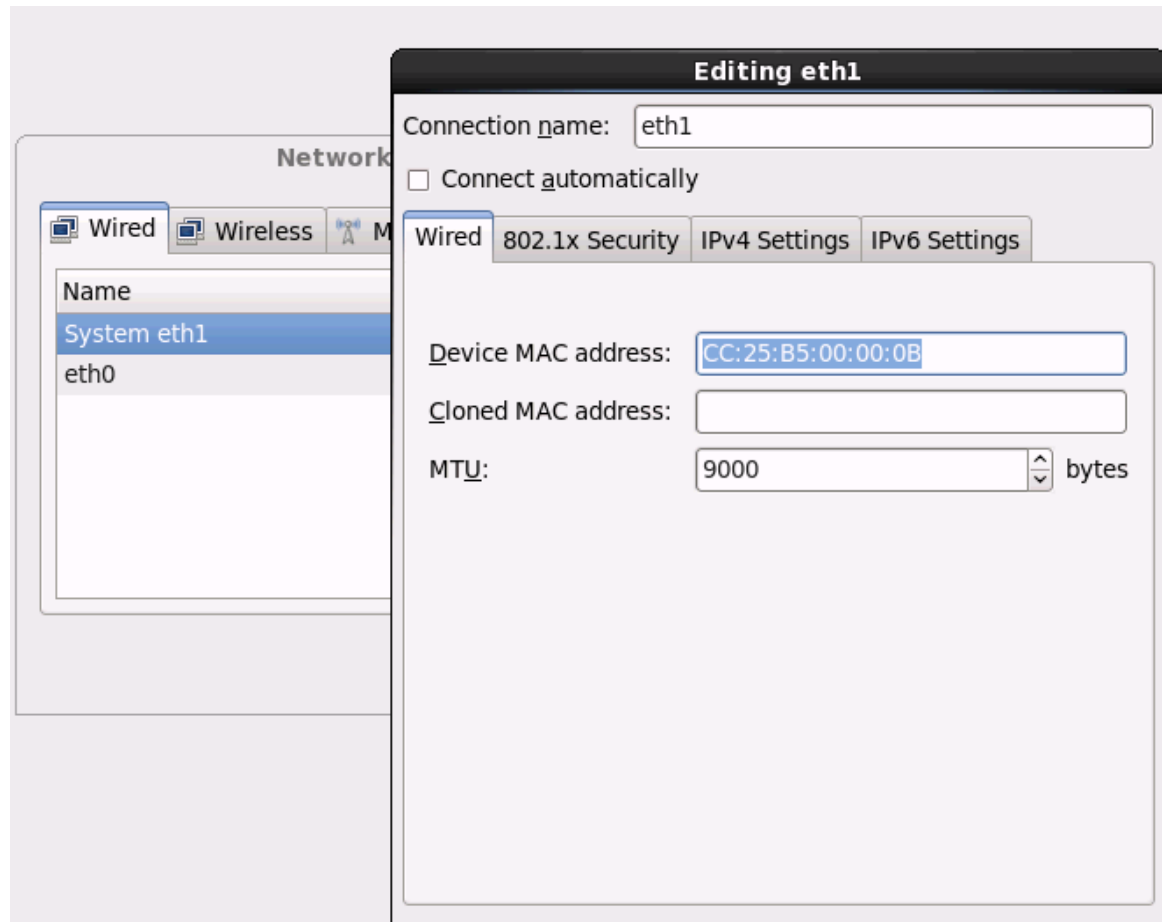 Editing eth1
Connection name: eth1
Connect automatically
Network
Wired Wireless M
Name
System eth1
eth0
Wired 802.1x Security IPv4 Settings IPv6 Settings
Device MAC address: CC:25:B5:00:00:0B
Cloned MAC address:
MTU: 9000 bytes